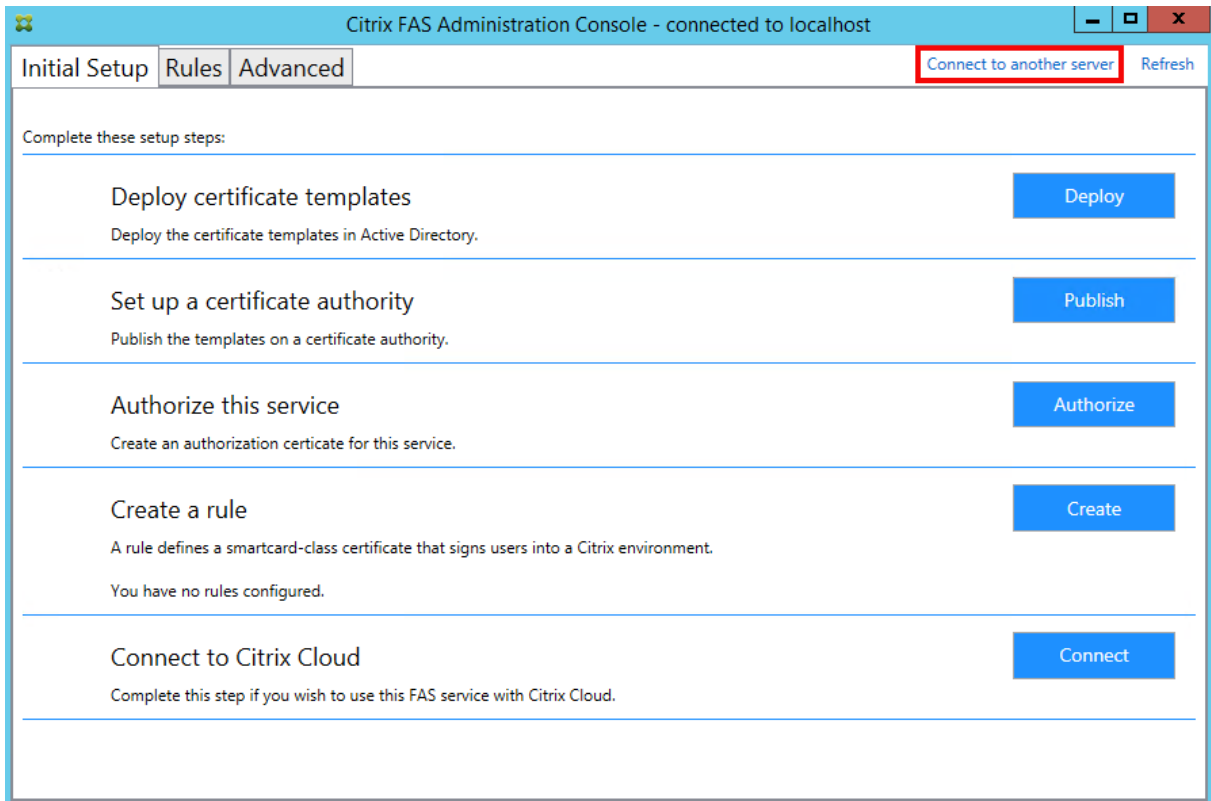 Citrix FAS Administration Console - connected to localhost
Initial Setup Rules Advanced Connect to another server Refresh
Complete these setup steps:
Deploy certificate templates
Deploy
Deploy the certificate templates in Active Directory.
Set up a certificate authority
Publish
Publish the templates on a certificate authority.
Authorize this service
Authorize
Create an authorization certicate for this service.
Create a rule
Create
A rule defines a smartcard-class certificate that signs users into a Citrix environment.
You have no rules configured.
Connect to Citrix Cloud
Connect
Complete this step if you wish to use this FAS service with Citrix Cloud.